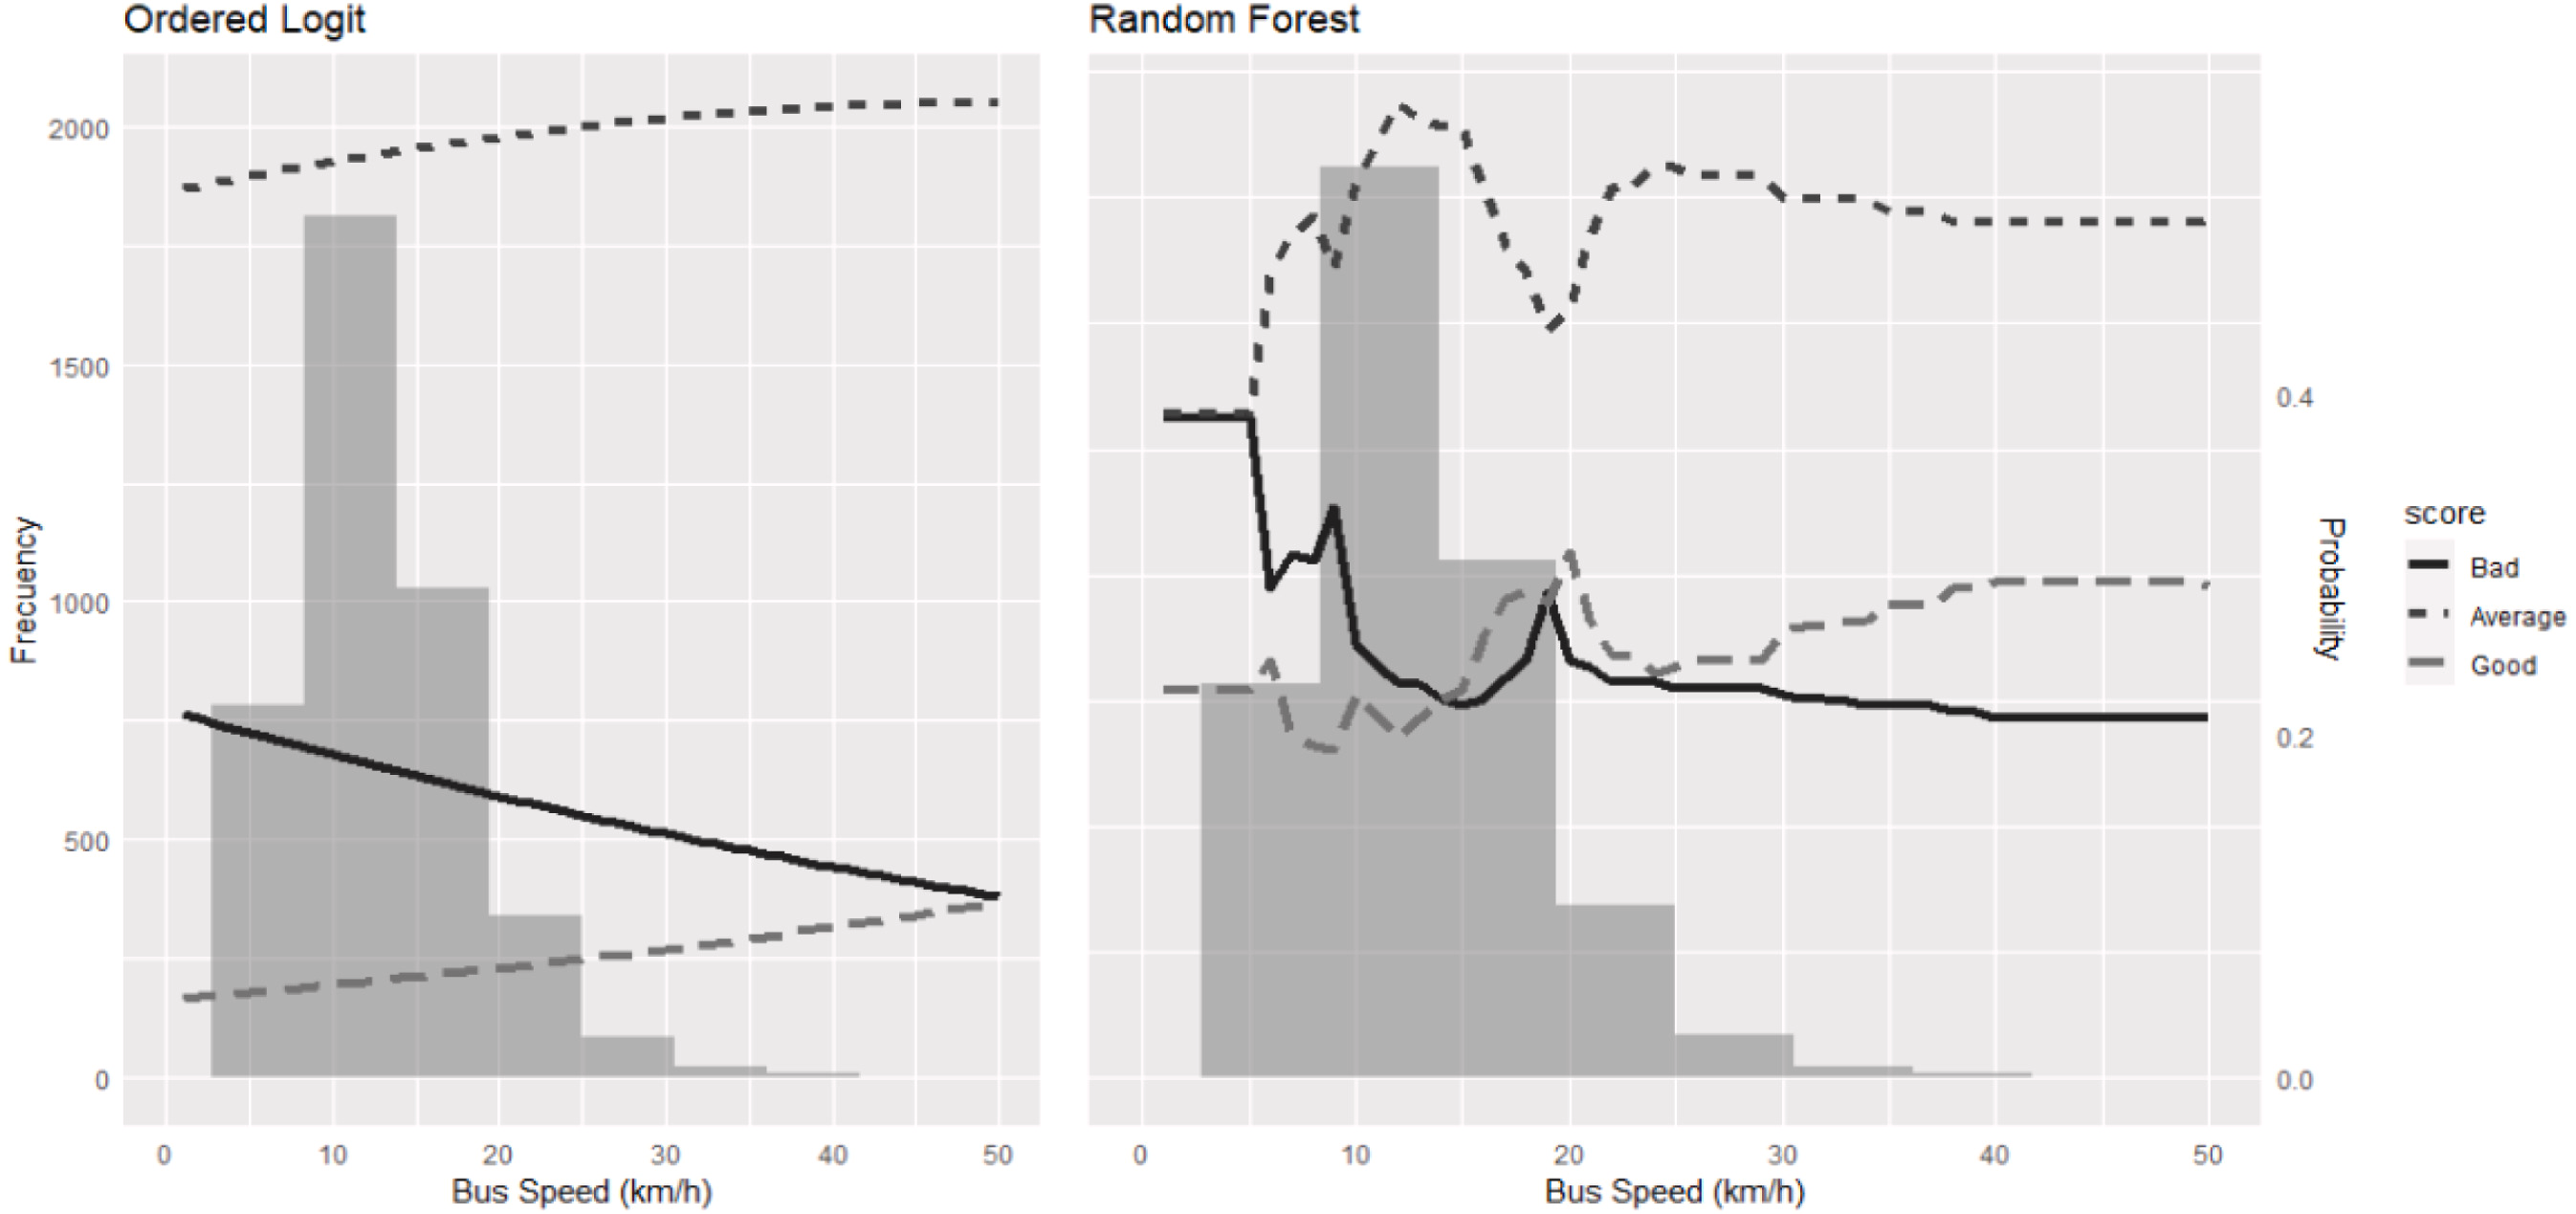 Ordered Logit
Random Forest
2000
1500
1000
500
0
Frecuency
0 10 20 30 40 50
Bus Speed (km/h)
0 10 20 30 40 50
Bus Speed (km/h)
0.4
0.2
0.0
Probability
score
Bad
Average
Good